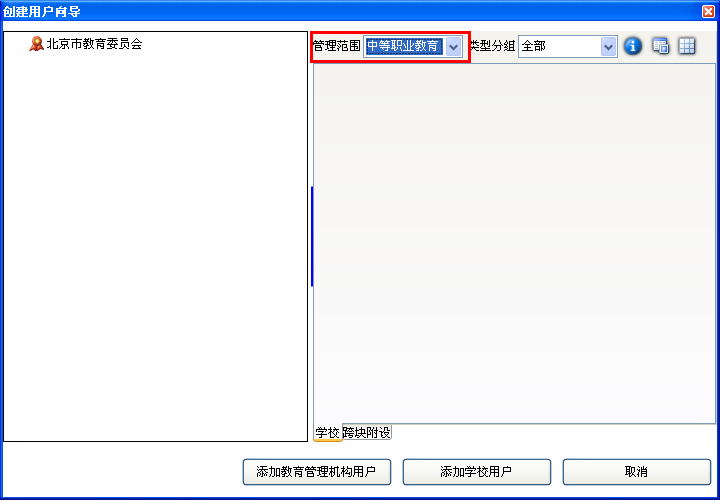 创建用户向导
北京市教育委员会
管理范围 中等职业教育 类型分组 全部
学校 跨块附设
添加教育管理机构用户 添加学校用户 取消